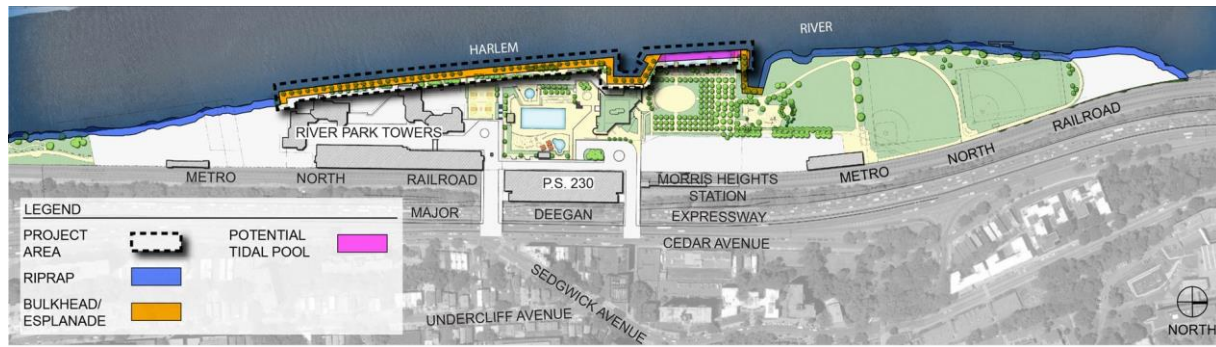 HARLEM
RIVER
RIVER PARK TOWERS
METRO
NORTH
RAILROAD
P.S. 230
MORRIS HEIGHTS
STATION
METRO
NORTH
RAILROAD
MAJOR
DEEGAN
EXPRESSWAY
CEDAR AVENUE
SEDGWICK AVENUE
UNDERCLIFF AVENUE
LEGEND
PROJECT
AREA
POTENTIAL
TIDAL POOL
RIPRAP
BULKHEAD/
ESPLANADE
NORTH